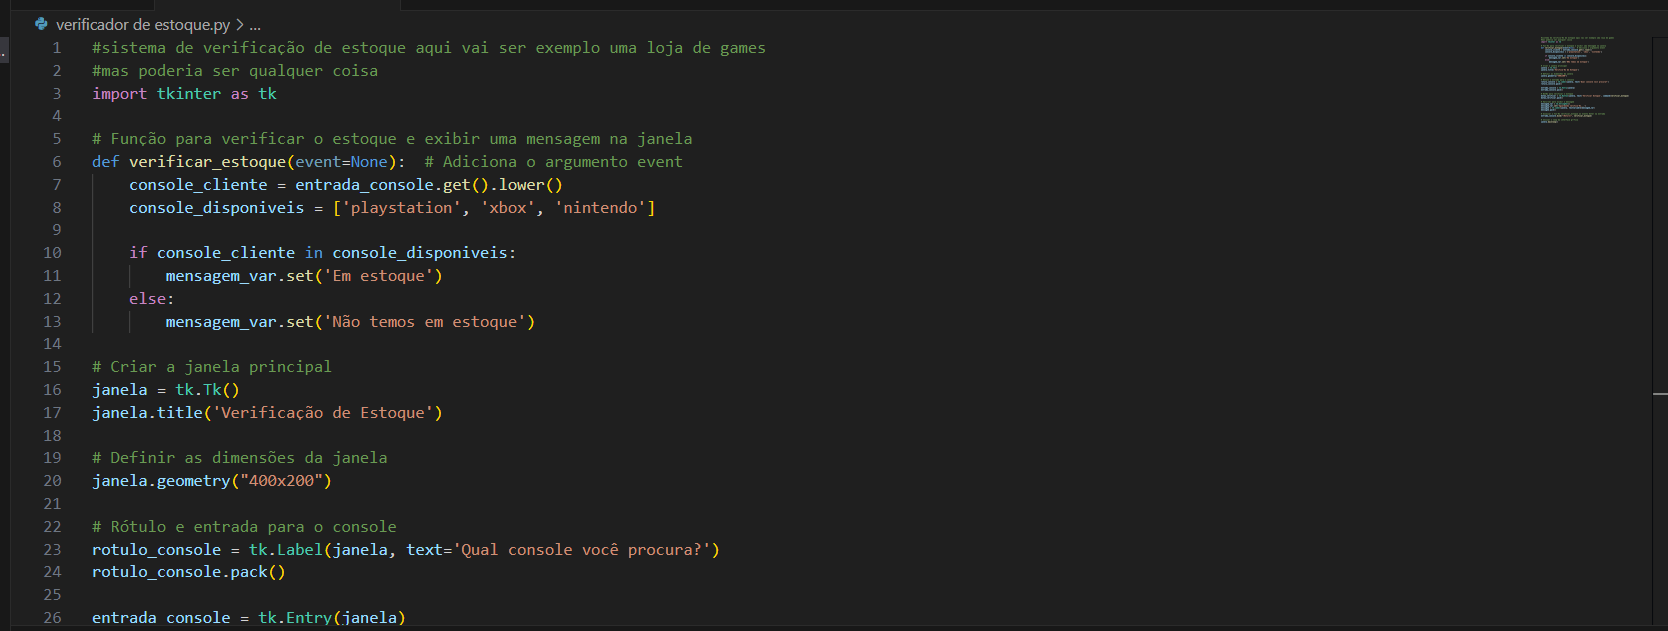 verificador de estoque.py > ...
1 #sistema de verificação de estoque aqui vai ser exemplo uma loja de games
2 #mas poderia ser qualquer coisa
3 import tkinter as tk
4
5 # Função para verificar o estoque e exibir uma mensagem na janela
6 def verificar_estoque(event=None):  # Adiciona o argumento event
7     console_cliente = entrada_console.get().lower()
8     console_disponiveis = ['playstation', 'xbox', 'nintendo']
9
10     if console_cliente in console_disponiveis:
11         mensagem_var.set('Em estoque')
12     else:
13         mensagem_var.set('Não temos em estoque')
14
15 # Criar a janela principal
16 janela = tk.Tk()
17 janela.title('Verificação de Estoque')
18
19 # Definir as dimensões da janela
20 janela.geometry("400x200")
21
22 # Rótulo e entrada para o console
23 rotulo_console = tk.Label(janela, text='Qual console você procura?')
24 rotulo_console.pack()
25
26 entrada_console = tk.Entry(janela)